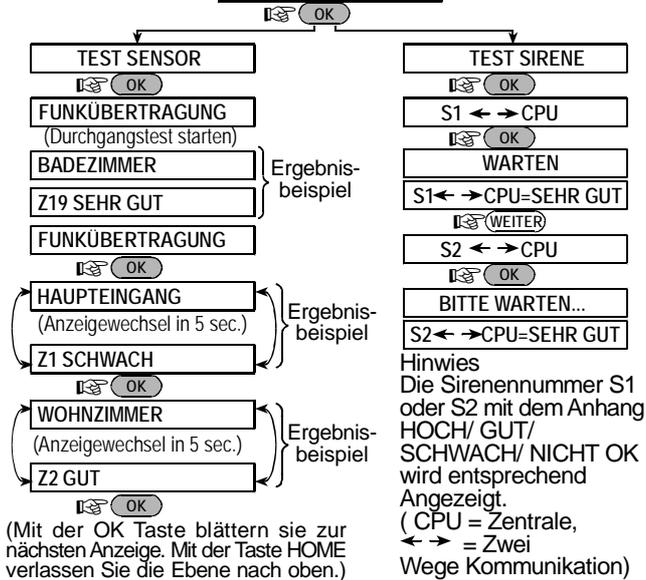 OK
TEST SENSOR
OK
FUNKÜBERTRAGUNG
(Durchgangstest starten)
BADEZIMMER
Z19 SEHR GUT
Ergebnis-
beispiel
FUNKÜBERTRAGUNG
OK
HAUPTEINGANG
(Anzeigewechsel in 5 sec.)
Z1 SCHWACH
Ergebnis-
beispiel
OK
WOHNZIMMER
(Anzeigewechsel in 5 sec.)
Z2 GUT
Ergebnis-
beispiel
OK
(Mit der OK Taste blättern sie zur
nächsten Anzeige. Mit der Taste HOME
verlassen Sie die Ebene nach oben.)
TEST SIRENE
OK
S1 ← → CPU
OK
WARTEN
S1← →CPU=SEHR GUT
WEITER
S2 ← → CPU
OK
BITTE WARTEN...
S2← →CPU=SEHR GUT
Hinwies
Die Sirenennummer S1
oder S2 mit dem Anhang
HOCH/ GUT/
SCHWACH/ NICHT OK
wird entsprechend
Angezeigt.
( CPU = Zentrale,
← → = Zwei
Wege Kommunikation)